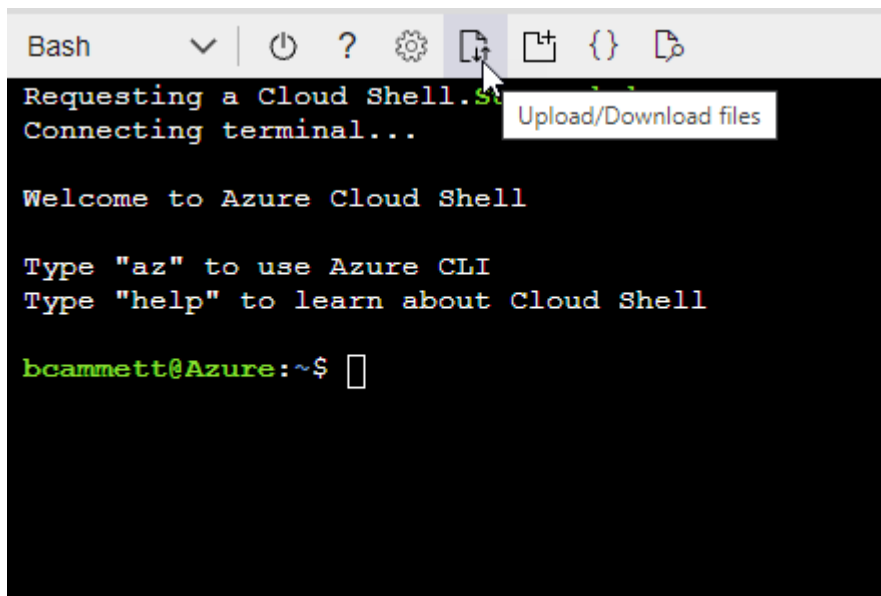 Bash
?
{}
Requesting a Cloud Shell.
Upload/Download files
Connecting terminal...
Welcome to Azure Cloud Shell
Type "az" to use Azure CLI
Type "help" to learn about Cloud Shell
bcammett@Azure:~$